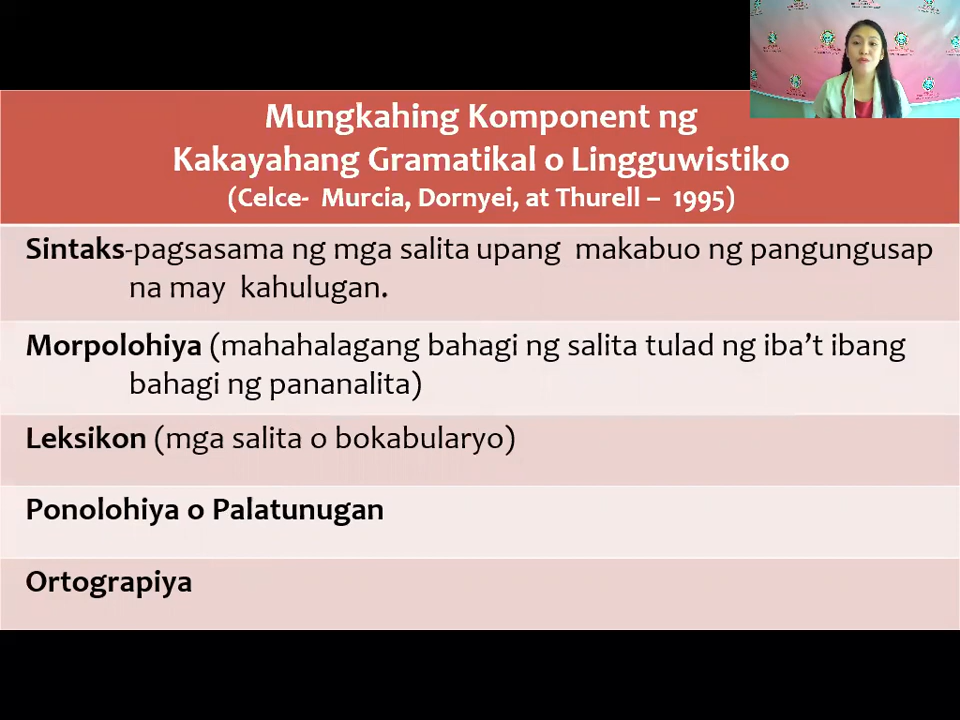 Mungkahing Komponent ng
Kakayahang Gramatikal o Lingguwistiko
(Celce- Murcia, Dornyei, at Thurell – 1995)
Sintaks-pagsasama ng mga salita upang makabuo ng pangungusap
na may kahulugan.
Morpolohiya (mahahalagang bahagi ng salita tulad ng iba't ibang
bahagi ng pananalita)
Leksikon (mga salita o bokabularyo)
Ponolohiya o Palatunugan
Ortograpiya